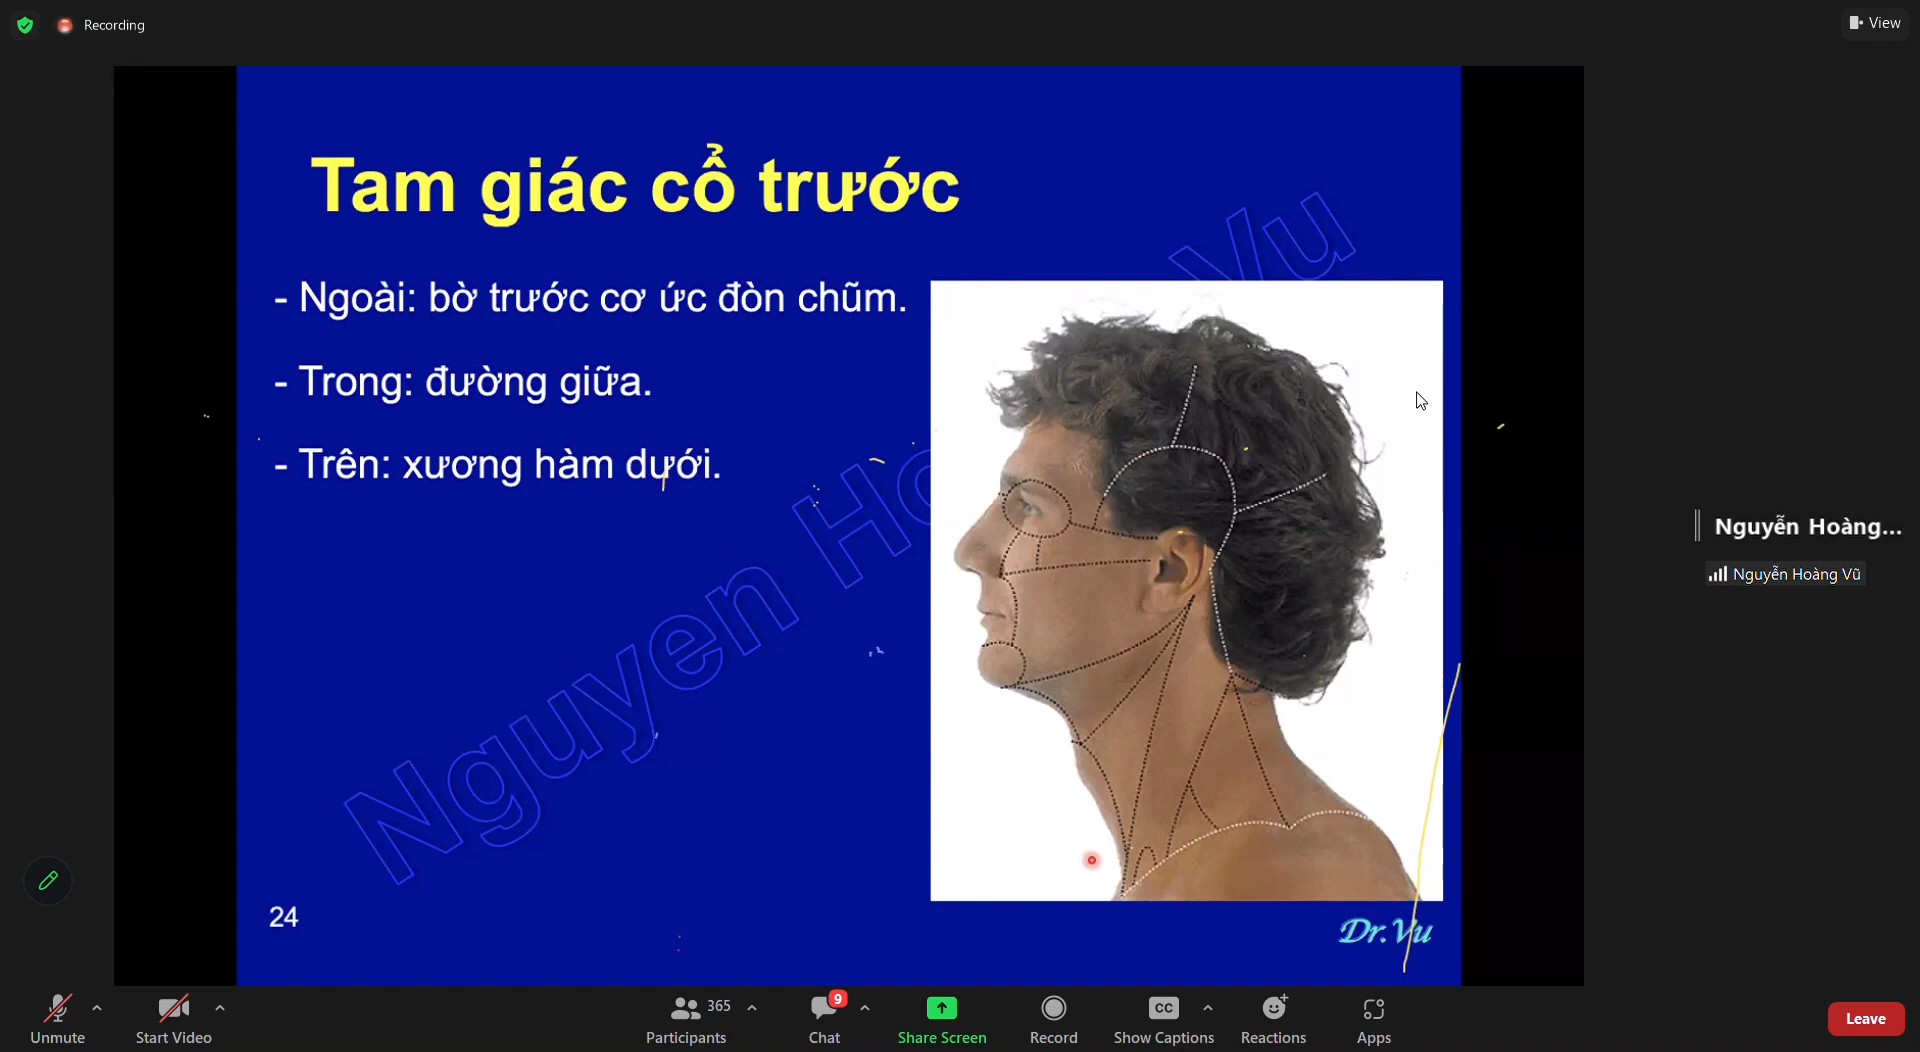 Recording
View
Tam giác cổ trước
- Ngoài: bờ trước cơ ức đòn chũm.
- Trong: đường giữa.
- Trên: xương hàm dưới.
Nguyen Ho Vu
24
Dr.Vu
Nguyễn Hoàng...
Nguyễn Hoàng Vũ
Unmute
Start Video
365
Participants
9
Chat
Share Screen
Record
CC
Show Captions
Reactions
Apps
Leave